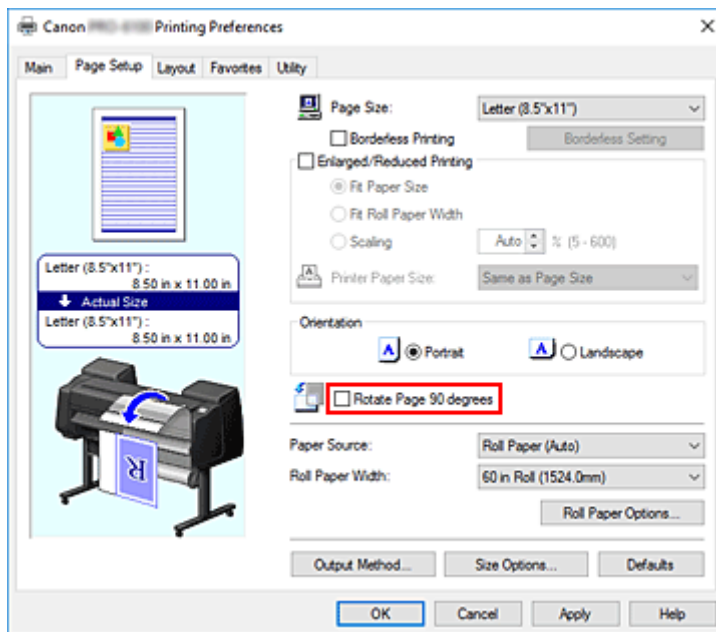 Canon Printing Preferences
Main Page Setup Layout Favorites Utility
Page Size: Letter (8.5"x11")
Borderless Printing Borderless Setting
Enlarged/Reduced Printing
Fit Paper Size
Fit Roll Paper Width
Scaling Auto % (5 - 600)
Printer Paper Size: Same as Page Size
Letter (8.5"x11") :
8.50 in x 11.00 in
Actual Size
Letter (8.5"x11") :
8.50 in x 11.00 in
Orientation
A Portrait A Landscape
Rotate Page 90 degrees
Paper Source: Roll Paper (Auto)
Roll Paper Width: 60 in Roll (1524.0mm)
Roll Paper Options...
Output Method... Size Options... Defaults
OK Cancel Apply Help